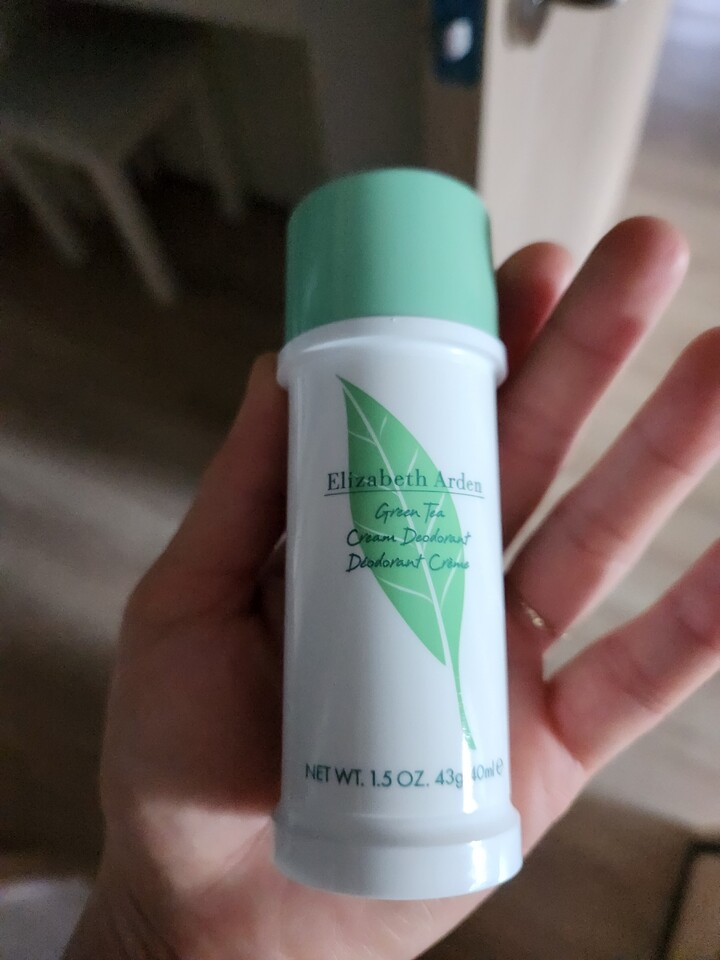 Elizabeth Arden
Green Tea
Cream Deodorant
Déodorant Crème
NET WT. 1.5 OZ. 43g 40ml ℮